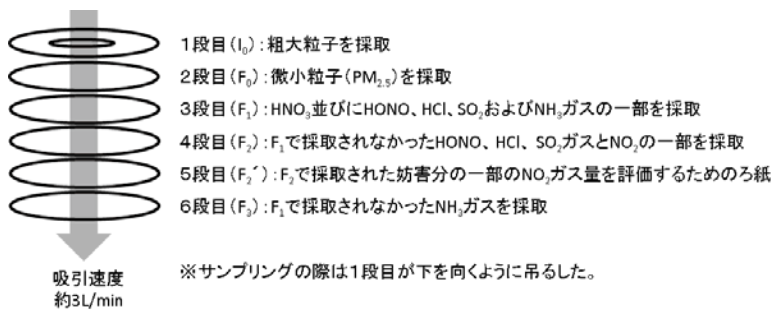 1段目(I₀):粗大粒子を採取
2段目(F₀):微小粒子(PM₂.₅)を採取
3段目(F₁):HNO₃並びにHONO、HCl、SO₂およびNH₃ガスの一部を採取
4段目(F₂):F₁で採取されなかったHONO、HCl、SO₂ガスとNO₂の一部を採取
5段目(F₂´):F₂で採取された妨害分の一部のNO₂ガス量を評価するためのろ紙
6段目(F₃):F₁で採取されなかったNH₃ガスを採取
吸引速度
約3L/min
※サンプリングの際は1段目が下を向くように吊るした。